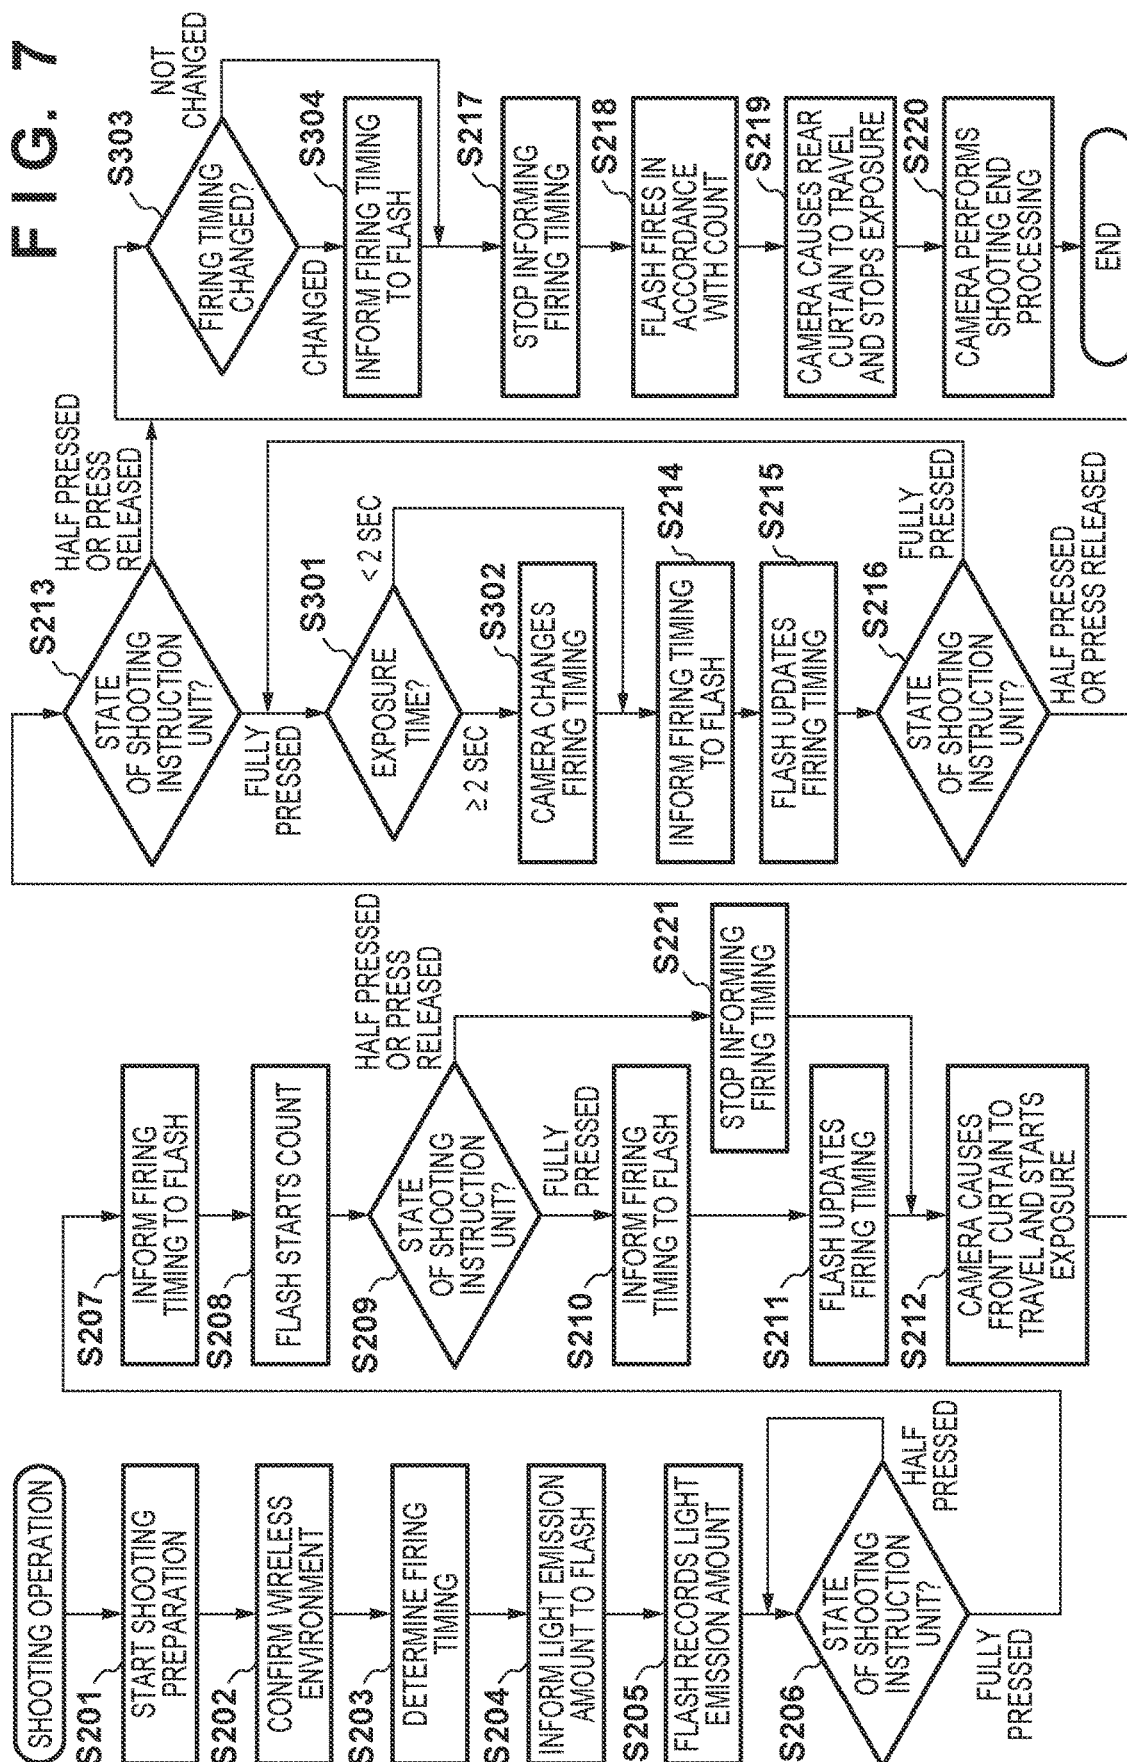 FIG. 7
SHOOTING OPERATION
S201
START SHOOTING
PREPARATION
S202
CONFIRM WIRELESS
ENVIRONMENT
S203
DETERMINE FIRING
TIMING
S204
INFORM LIGHT EMISSION
AMOUNT TO FLASH
S205
FLASH RECORDS LIGHT
EMISSION AMOUNT
S206
STATE
OF SHOOTING
INSTRUCTION
UNIT?
HALF
PRESSED
FULLY
PRESSED
S207
INFORM FIRING
TIMING TO FLASH
S208
FLASH STARTS COUNT
S209
STATE
OF SHOOTING
INSTRUCTION
UNIT?
HALF PRESSED
OR PRESS
RELEASED
FULLY
PRESSED
S210
INFORM FIRING
TIMING TO FLASH
S221
STOP INFORMING
FIRING TIMING
S211
FLASH UPDATES
FIRING TIMING
S212
CAMERA CAUSES
FRONT CURTAIN TO
TRAVEL AND STARTS
EXPOSURE
S213
STATE
OF SHOOTING
INSTRUCTION
UNIT?
HALF PRESSED
OR PRESS
RELEASED
FULLY
PRESSED
S301
EXPOSURE
TIME?
< 2 SEC
≥ 2 SEC
S302
CAMERA CHANGES
FIRING TIMING
S214
INFORM FIRING TIMING
TO FLASH
S215
FLASH UPDATES
FIRING TIMING
S216
STATE
OF SHOOTING
INSTRUCTION
UNIT?
FULLY
PRESSED
HALF PRESSED
OR PRESS RELEASED
S303
FIRING TIMING
CHANGED?
NOT
CHANGED
CHANGED
S304
INFORM FIRING TIMING
TO FLASH
S217
STOP INFORMING
FIRING TIMING
S218
FLASH FIRES IN
ACCORDANCE
WITH COUNT
S219
CAMERA CAUSES REAR
CURTAIN TO TRAVEL
AND STOPS EXPOSURE
S220
CAMERA PERFORMS
SHOOTING END
PROCESSING
END